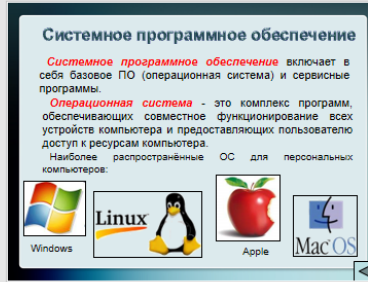 Системное программное обеспечение
Системное программное обеспечение включает в
себя базовое ПО (операционная система) и сервисные
программы.
Операционная система - это комплекс программ,
обеспечивающих совместное функционирование всех
устройств компьютера и предоставляющих пользователю
доступ к ресурсам компьютера.
Наиболее распространённые ОС для персональных
компьютеров:
Linux
Mac OS
Windows
Apple